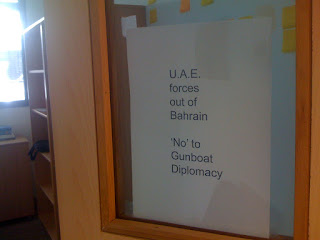 U.A.E.
forces
out of
Bahrain
'No' to
Gunboat
Diplomacy